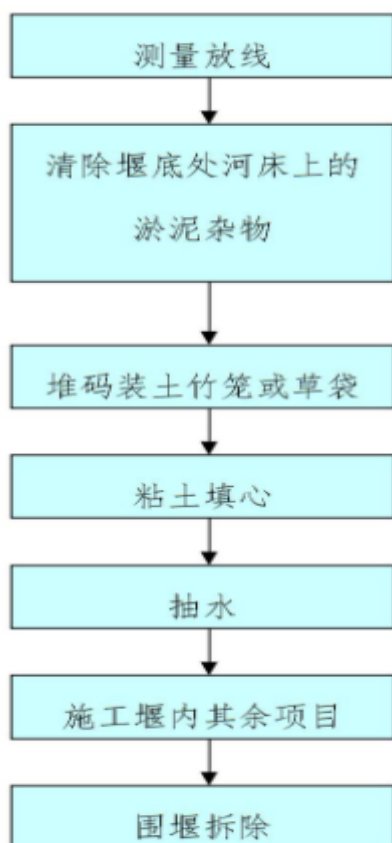 测量放线
清除堰底处河床上的
淤泥杂物
堆码装土竹笼或草袋
粘土填心
抽水
施工堰内其余项目
围堰拆除